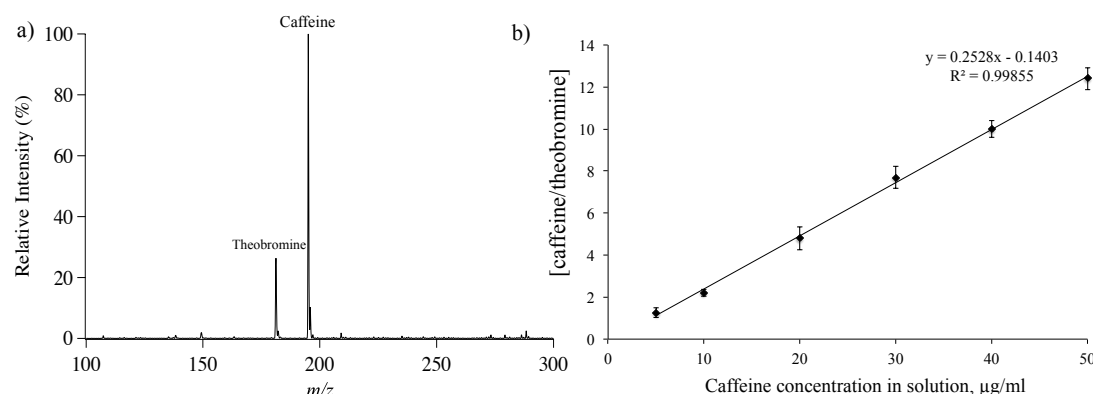 a)
Caffeine
100
80
60
40
20
0
Relative Intensity (%)
Theobromine
100
150
200
250
300
m/z
b)
14
12
10
8
6
4
2
0
[caffeine/theobromine]
y = 0.2528x - 0.1403
R² = 0.99855
0
10
20
30
40
50
Caffeine concentration in solution, µg/ml